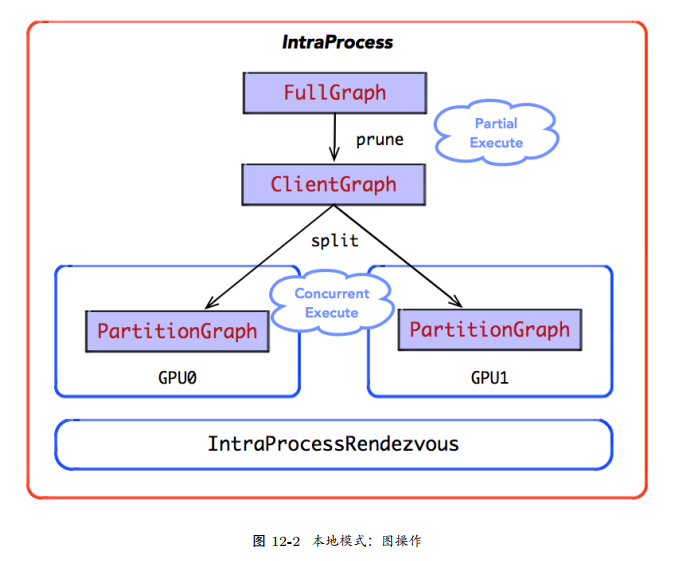 IntraProcess
FullGraph
prune
Partial
Execute
ClientGraph
split
Concurrent
Execute
PartitionGraph
PartitionGraph
GPU0
GPU1
IntraProcessRendezvous
图 12-2 本地模式：图操作